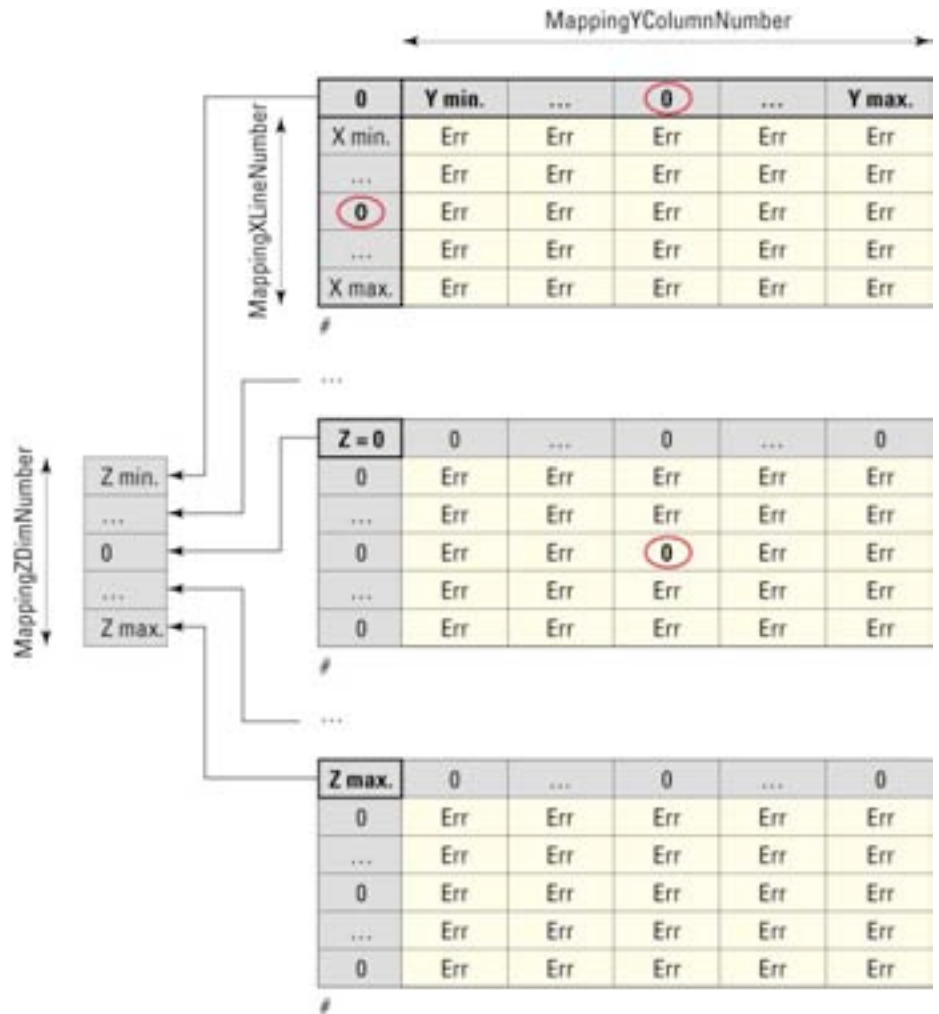 MappingYColumnNumber
MappingXLineNumber
0 Y min. ... 0 ... Y max.
X min. Err Err Err Err Err
... Err Err Err Err Err
0 Err Err Err Err Err
... Err Err Err Err Err
X max. Err Err Err Err Err
#
...
MappingZDimNumber
Z min.
...
0
...
Z max.
Z = 0 0 ... 0 ... 0
0 Err Err Err Err Err
... Err Err Err Err Err
0 Err Err 0 Err Err
... Err Err Err Err Err
0 Err Err Err Err Err
#
...
Z max. 0 ... 0 ... 0
0 Err Err Err Err Err
... Err Err Err Err Err
0 Err Err Err Err Err
... Err Err Err Err Err
0 Err Err Err Err Err
#